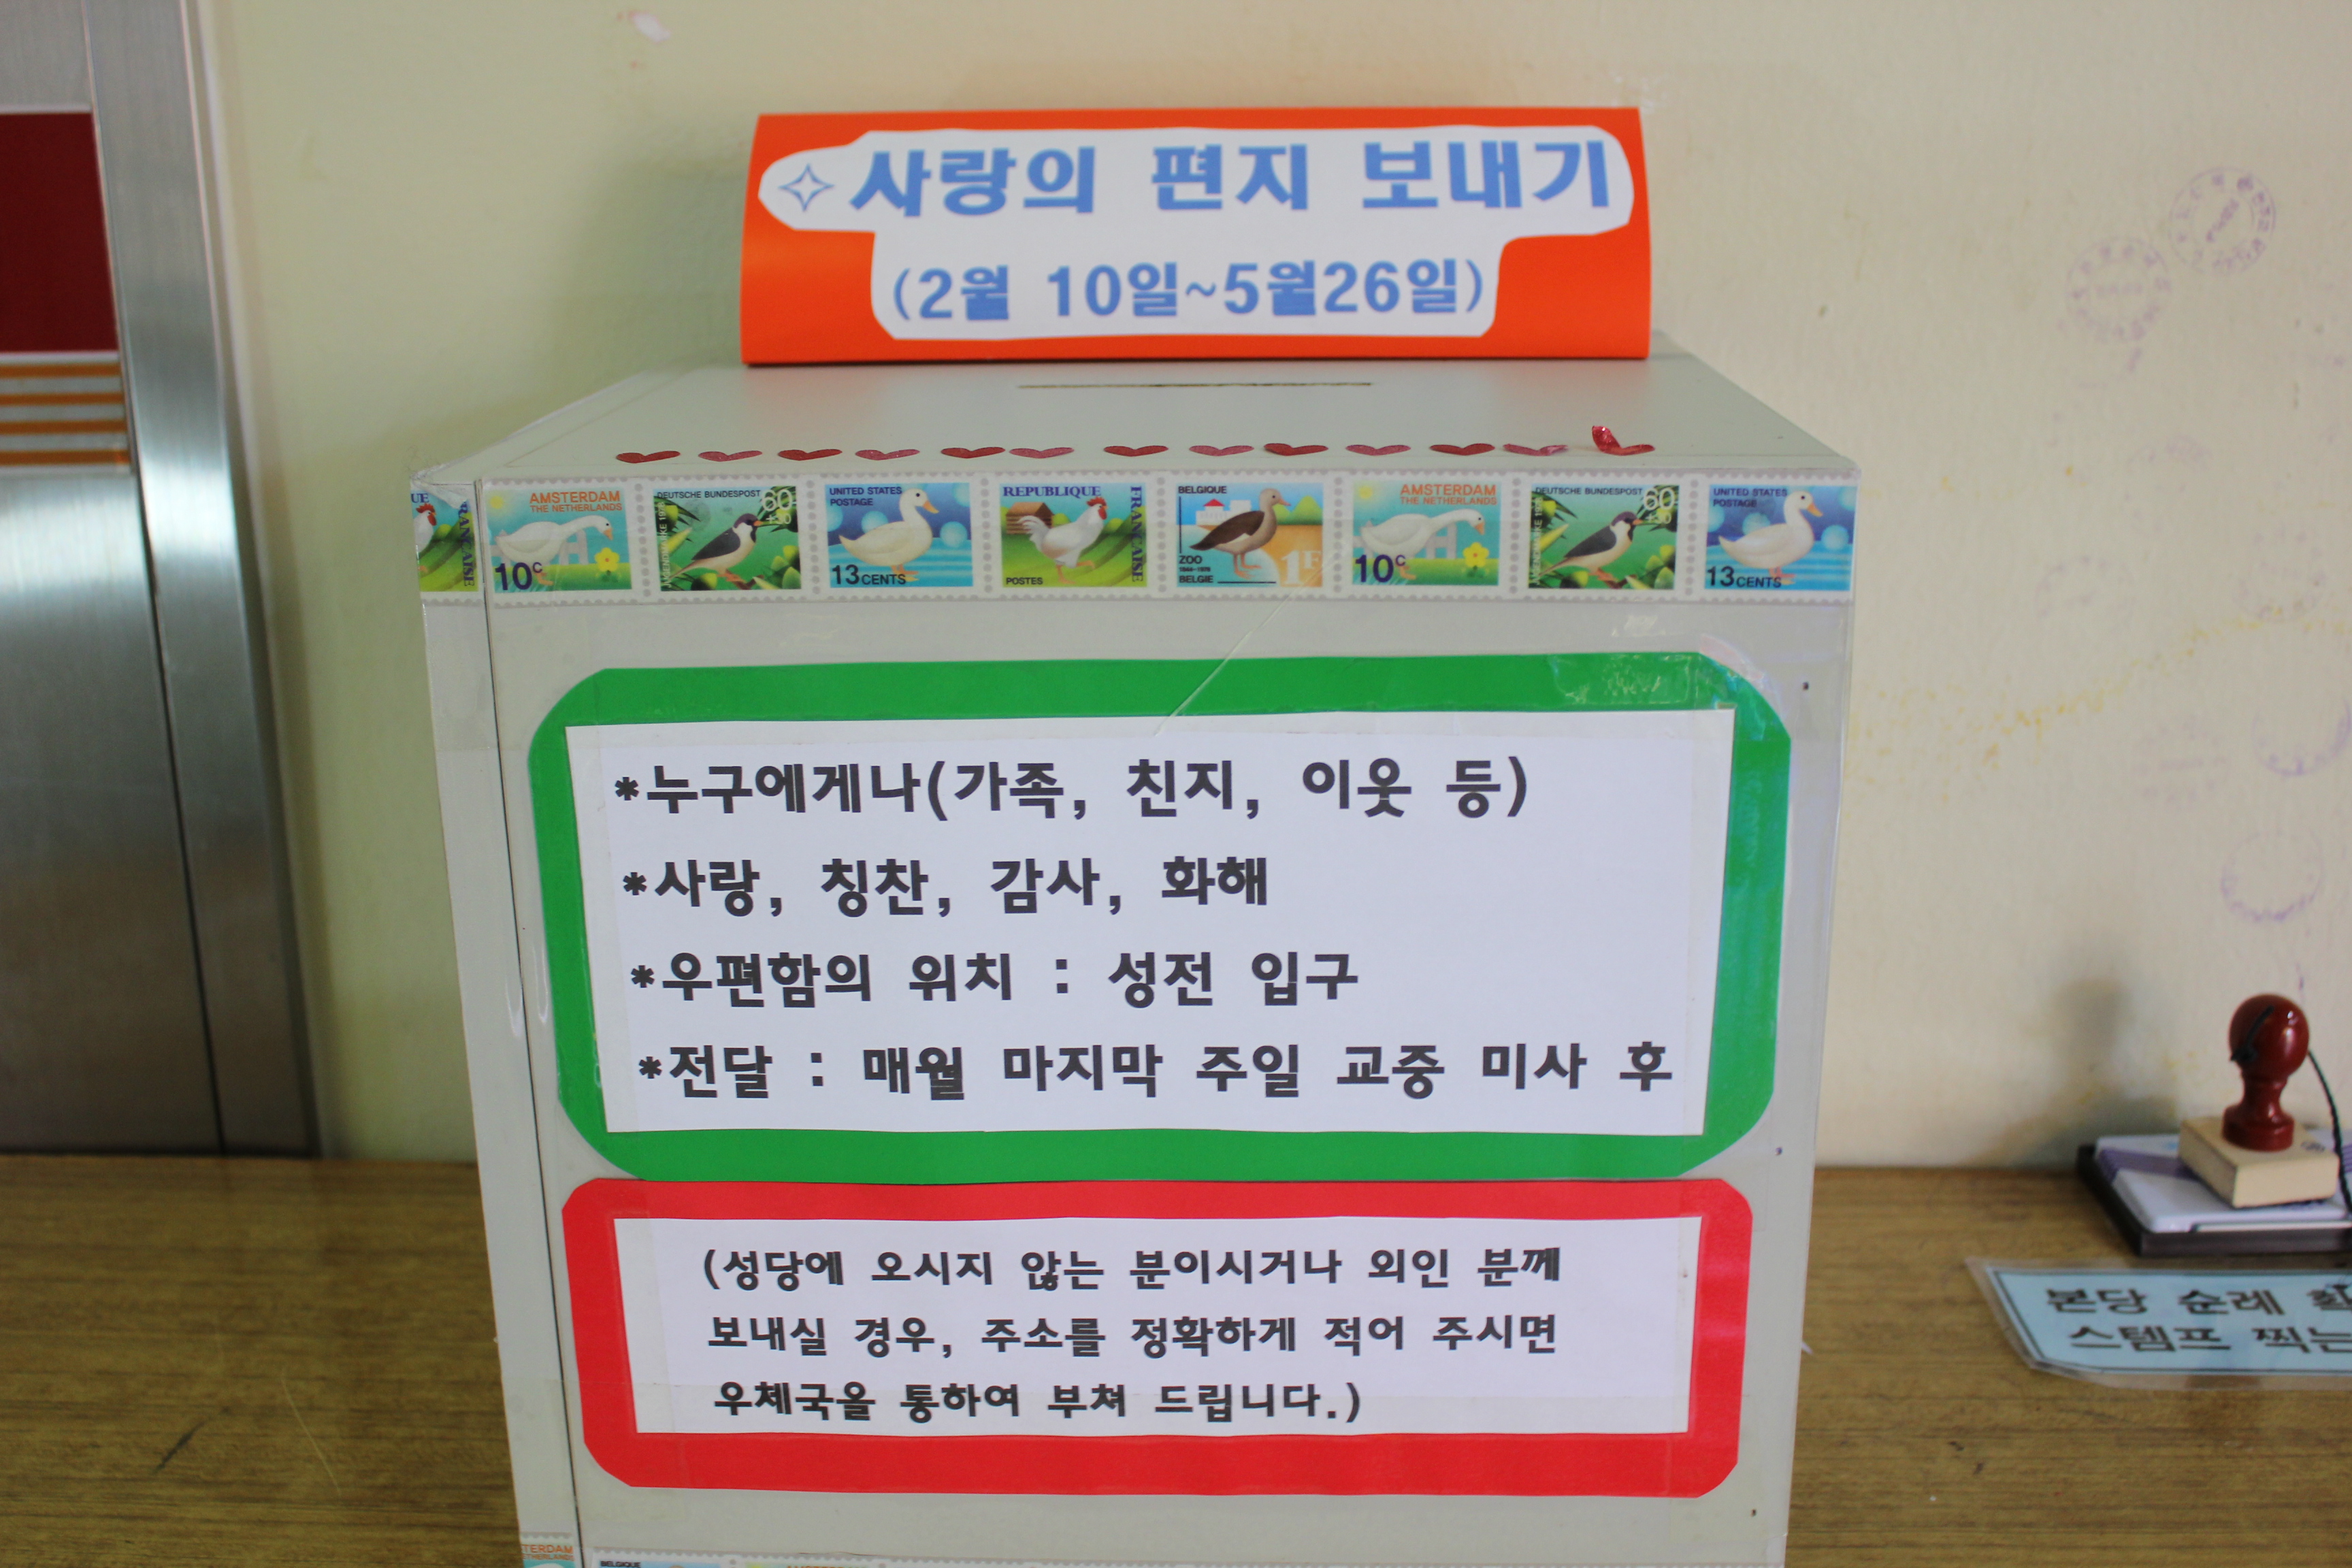 ✧사랑의 편지 보내기
(2월 10일~5월26일)
AMSTERDAM
THE NETHERLANDS
10c
DEUTSCHE BUNDESPOST
60
UNITED STATES
POSTAGE
13CENTS
REPUBLIQUE
FRANCAISE
POSTES
BELGIQUE
ZOO
BELGIE
1F
AMSTERDAM
THE NETHERLANDS
10c
DEUTSCHE BUNDESPOST
60
UNITED STATES
POSTAGE
13CENTS
*누구에게나(가족, 친지, 이웃 등)
*사랑, 칭찬, 감사, 화해
*우편함의 위치 : 성전 입구
*전달 : 매월 마지막 주일 교중 미사 후
(성당에 오시지 않는 분이시거나 외인 분께
보내실 경우, 주소를 정확하게 적어 주시면
우체국을 통하여 부쳐 드립니다.)
본당 순례
스템프 찍는
BELGIQUE